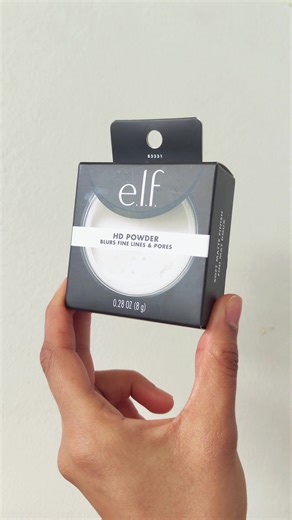 83331
e.l.f.
HD POWDER
BLURS FINE LINES & PORES
0.28 OZ (8 g)